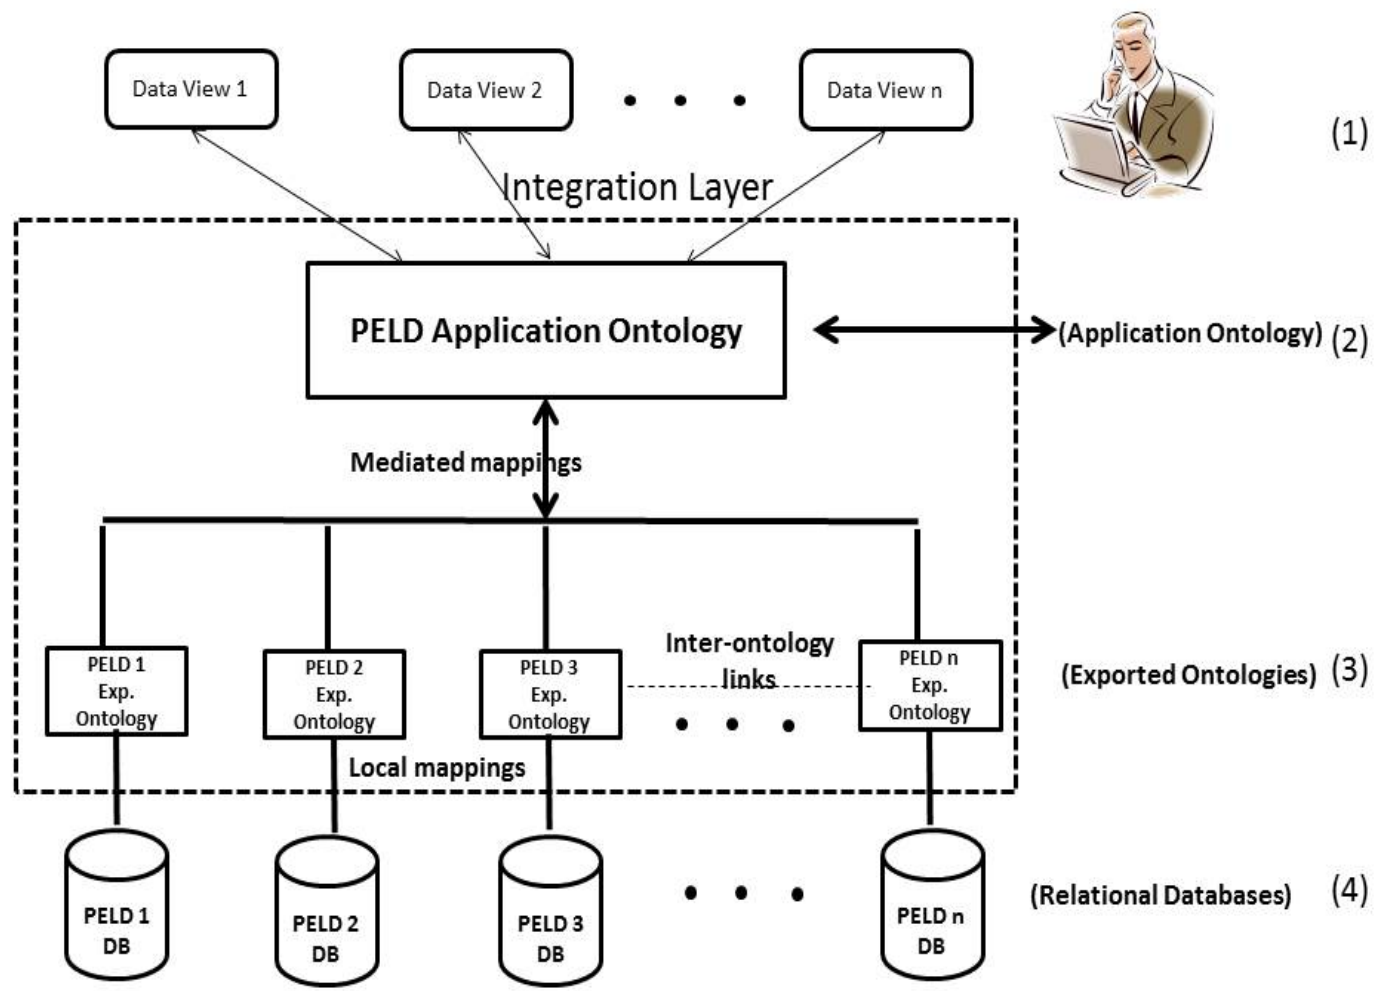 Data View 1
Data View 2
Data View n
(1)
Integration Layer
PELD Application Ontology
(Application Ontology)
(2)
Mediated mappings
PELD 1
Exp.
Ontology
PELD 2
Exp.
Ontology
PELD 3
Exp.
Ontology
Inter-ontology
links
PELD n
Exp.
Ontology
(Exported Ontologies)
(3)
Local mappings
PELD 1
DB
PELD 2
DB
PELD 3
DB
PELD n
DB
(Relational Databases)
(4)